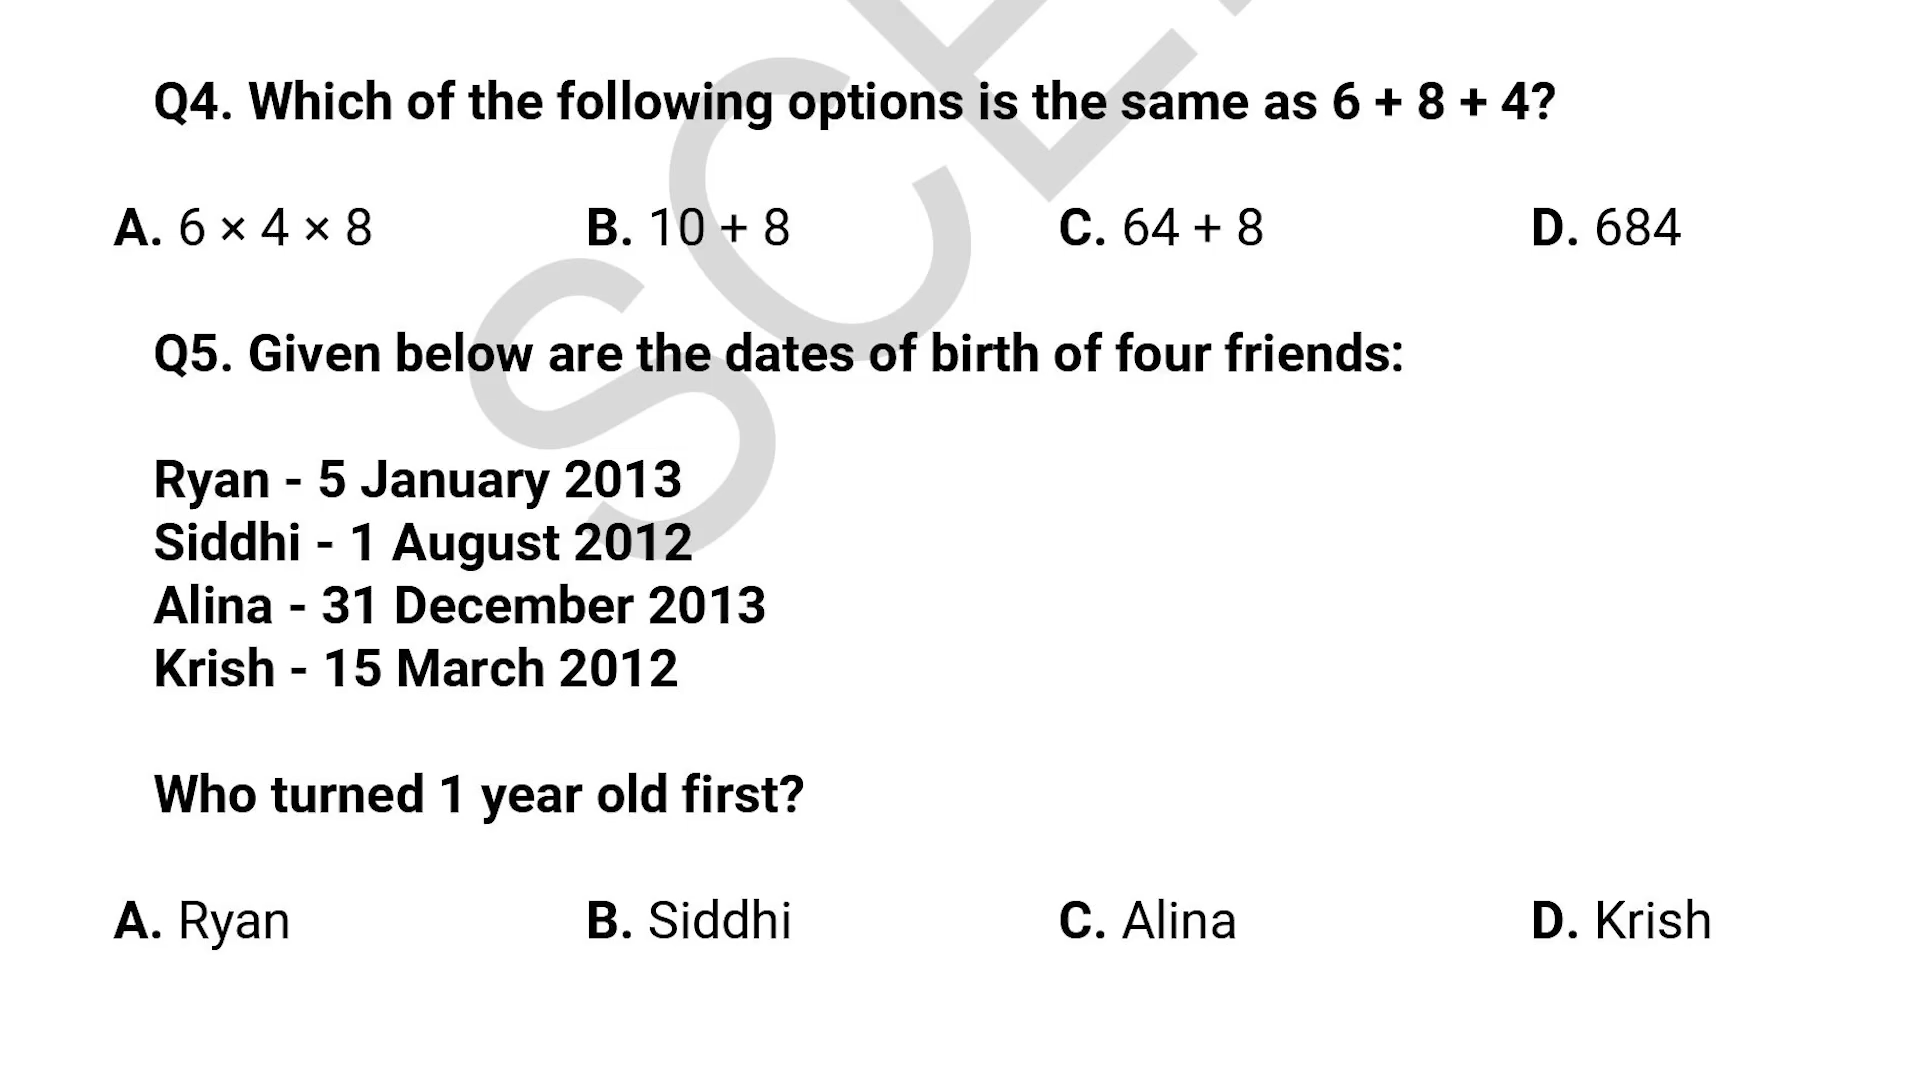 Q4. Which of the following options is the same as 6 + 8 + 4?
A. 6 × 4 × 8 B. 10 + 8 C. 64 + 8 D. 684
Q5. Given below are the dates of birth of four friends:
Ryan - 5 January 2013
Siddhi - 1 August 2012
Alina - 31 December 2013
Krish - 15 March 2012
Who turned 1 year old first?
A. Ryan B. Siddhi C. Alina D. Krish